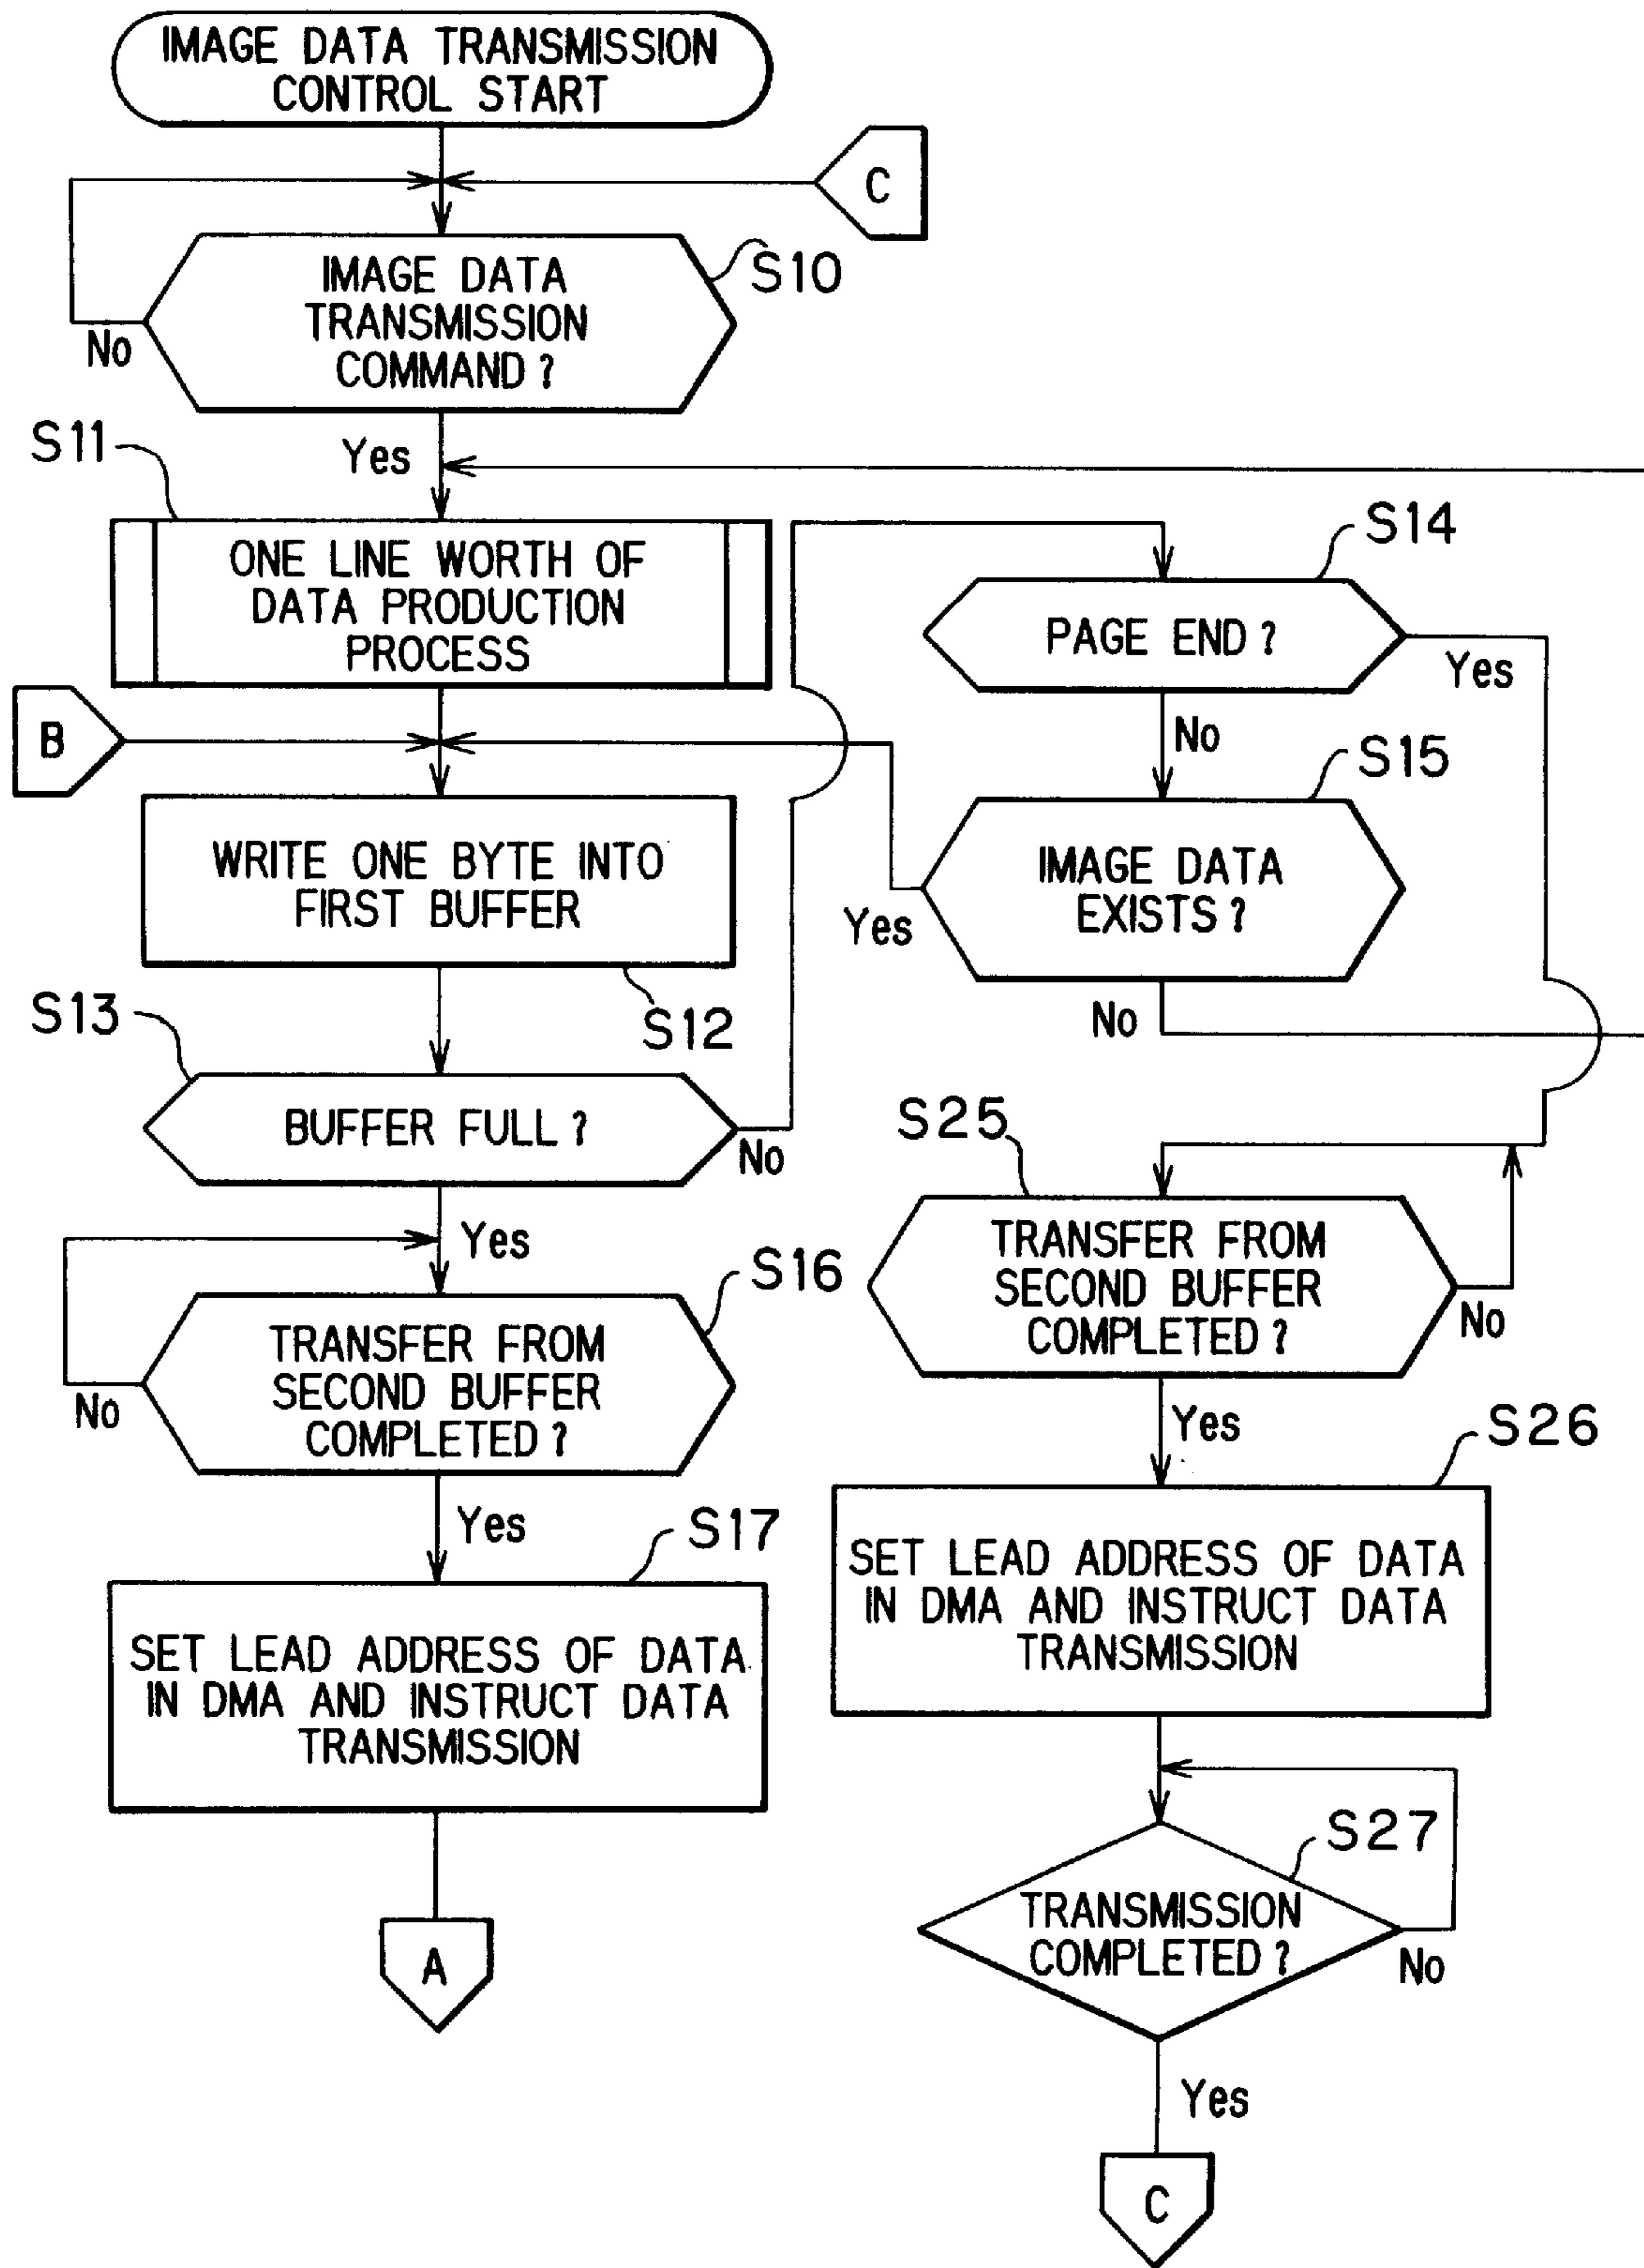 IMAGE DATA TRANSMISSION
CONTROL START
C
IMAGE DATA
TRANSMISSION
COMMAND ?
S10
No
Yes
S11
ONE LINE WORTH OF
DATA PRODUCTION
PROCESS
B
WRITE ONE BYTE INTO
FIRST BUFFER
S12
S13
BUFFER FULL ?
No
Yes
S16
TRANSFER FROM
SECOND BUFFER
COMPLETED ?
No
Yes
S17
SET LEAD ADDRESS OF DATA
IN DMA AND INSTRUCT DATA
TRANSMISSION
A
S14
PAGE END ?
Yes
No
S15
IMAGE DATA
EXISTS ?
Yes
No
S25
TRANSFER FROM
SECOND BUFFER
COMPLETED ?
No
Yes
S26
SET LEAD ADDRESS OF DATA
IN DMA AND INSTRUCT DATA
TRANSMISSION
S27
TRANSMISSION
COMPLETED ?
No
Yes
C